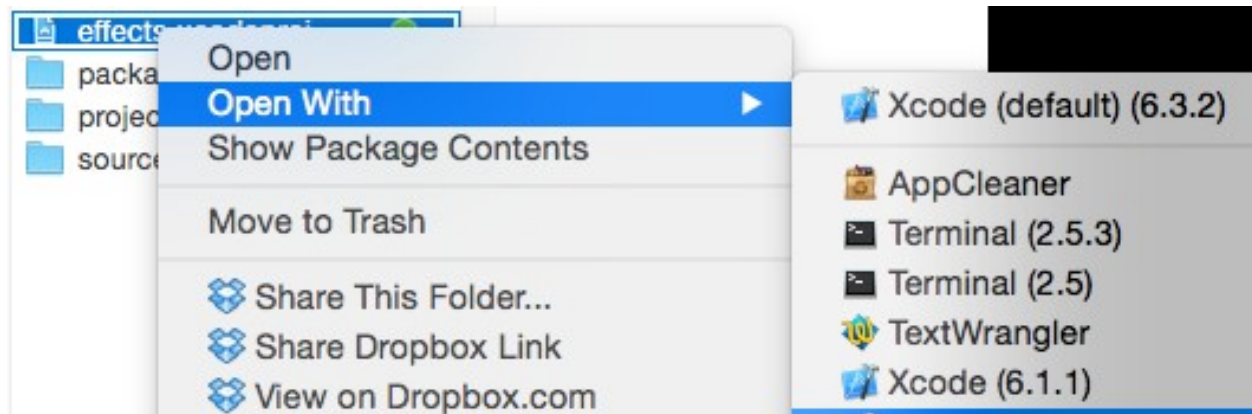 effects
packa
projec
source
Open
Open With
Show Package Contents
Move to Trash
Share This Folder...
Share Dropbox Link
View on Dropbox.com
Xcode (default) (6.3.2)
AppCleaner
Terminal (2.5.3)
Terminal (2.5)
TextWrangler
Xcode (6.1.1)